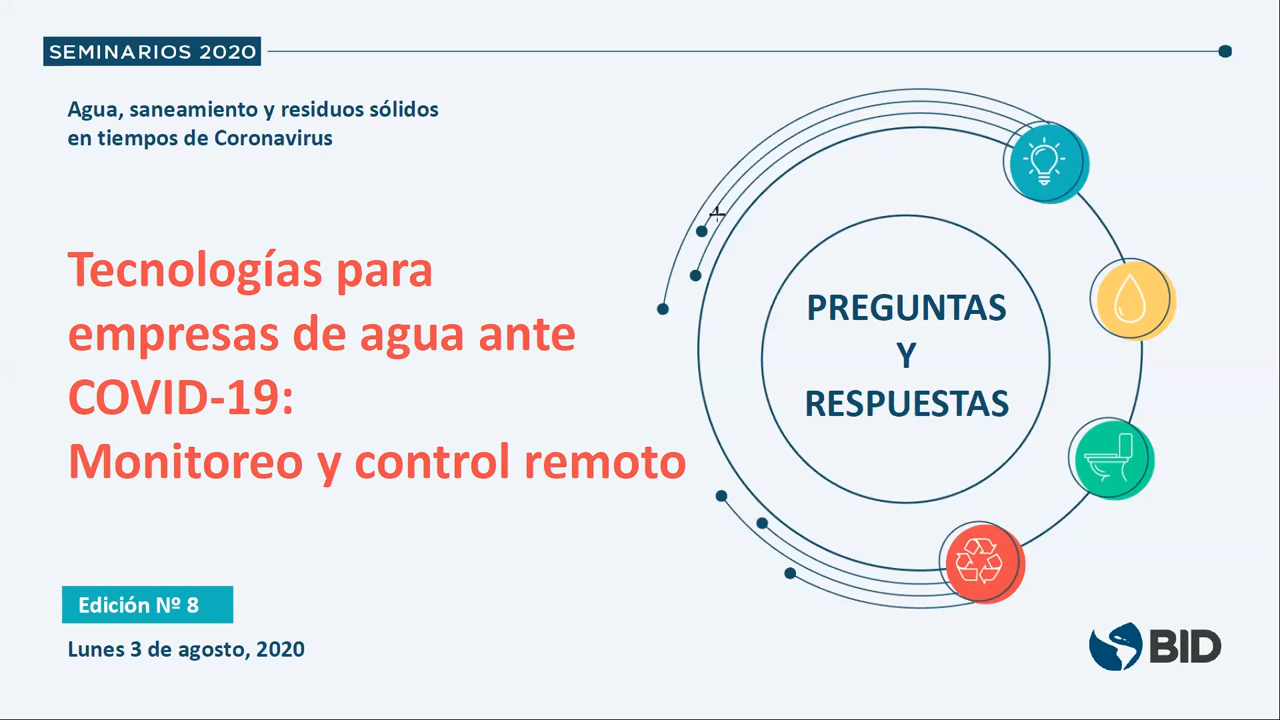 SEMINARIOS 2020
Agua, saneamiento y residuos sólidos
en tiempos de Coronavirus
Tecnologías para
empresas de agua ante
COVID-19:
Monitoreo y control remoto
PREGUNTAS
Y
RESPUESTAS
Edición Nº 8
Lunes 3 de agosto, 2020
BID